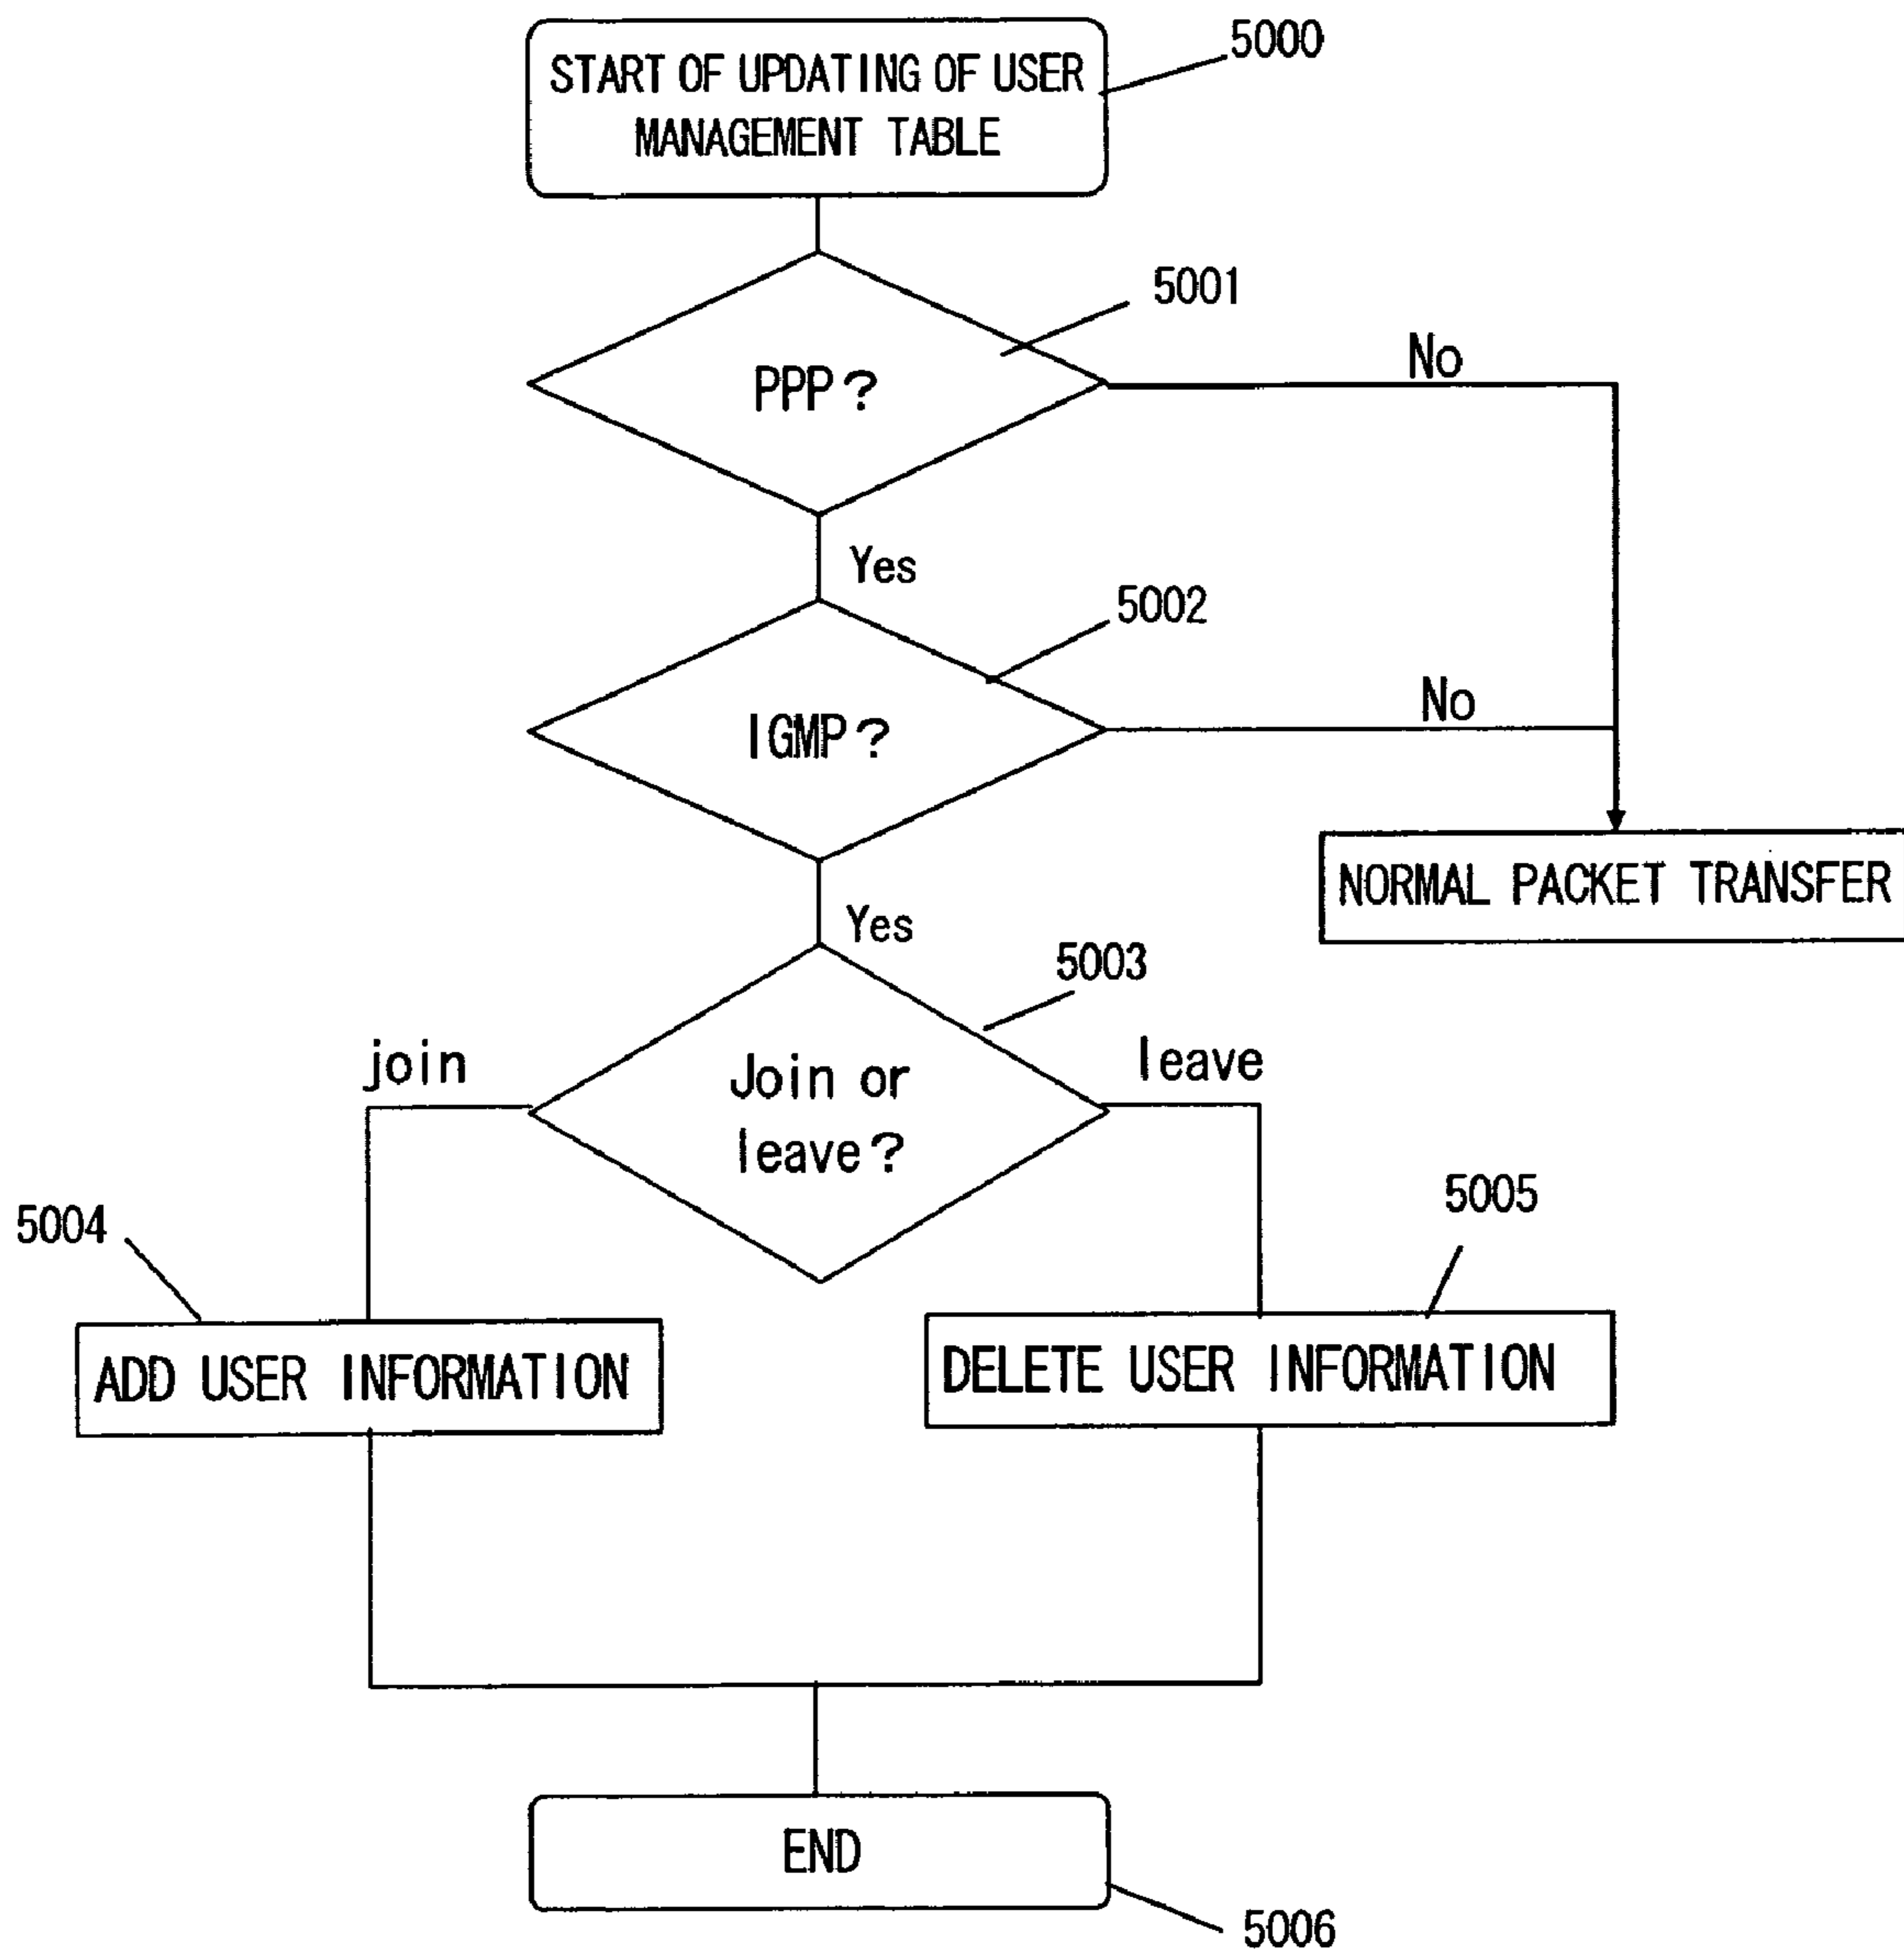 5000
START OF UPDATING OF USER
MANAGEMENT TABLE
5001
PPP?
No
Yes
5002
IGMP?
No
NORMAL PACKET TRANSFER
Yes
5003
join
Join or
leave?
leave
5004
5005
ADD USER INFORMATION
DELETE USER INFORMATION
END
5006